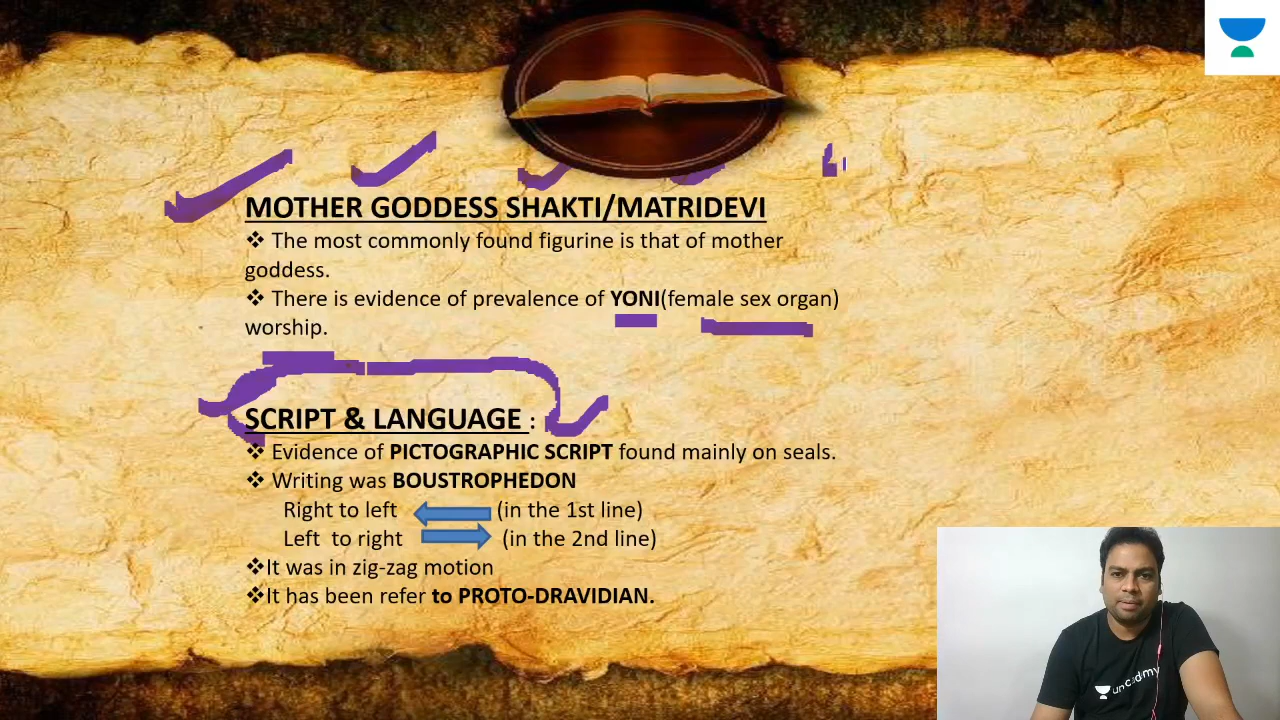 MOTHER GODDESS SHAKTI/MATRIDEVI
❖ The most commonly found figurine is that of mother
goddess.
❖ There is evidence of prevalence of YONI(female sex organ)
worship.
SCRIPT & LANGUAGE :
❖ Evidence of PICTOGRAPHIC SCRIPT found mainly on seals.
❖ Writing was BOUSTROPHEDON
Right to left (in the 1st line)
Left to right (in the 2nd line)
❖It was in zig-zag motion
❖It has been refer to PROTO-DRAVIDIAN.